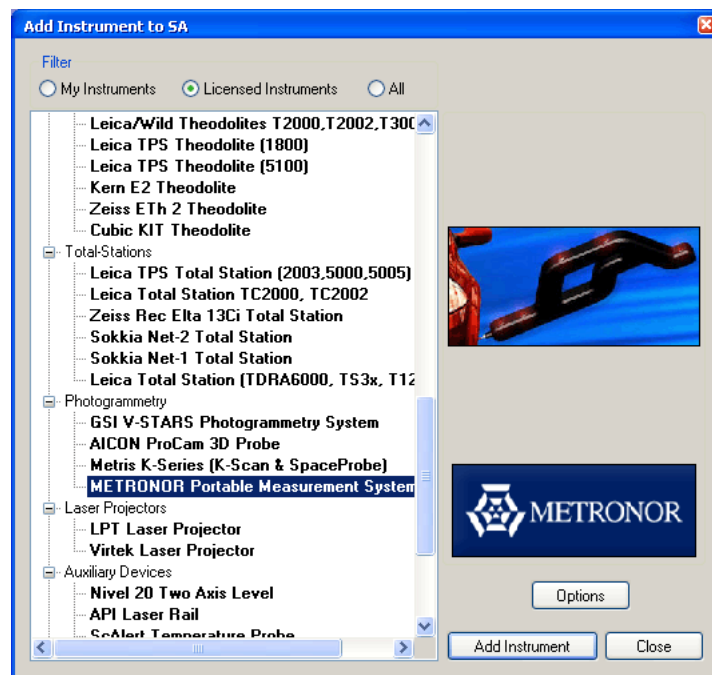 Add Instrument to SA
Filter
My Instruments
Licensed Instruments
All
Leica/Wild Theodolites T2000,T2002,T300
Leica TPS Theodolite (1800)
Leica TPS Theodolite (5100)
Kern E2 Theodolite
Zeiss ETh 2 Theodolite
Cubic KIT Theodolite
Total-Stations
Leica TPS Total Station (2003,5000,5005)
Leica Total Station TC2000, TC2002
Zeiss Rec Elta 13Ci Total Station
Sokkia Net-2 Total Station
Sokkia Net-1 Total Station
Leica Total Station (TDRA6000, TS3x, T12
Photogrammetry
GSI V-STARS Photogrammetry System
AICON ProCam 3D Probe
Metris K-Series (K-Scan & SpaceProbe)
METRONOR Portable Measurement System
Laser Projectors
LPT Laser Projector
Virtek Laser Projector
Auxiliary Devices
Nivel 20 Two Axis Level
API Laser Rail
ScAlert Temperature Probe
METRONOR
Options
Add Instrument
Close